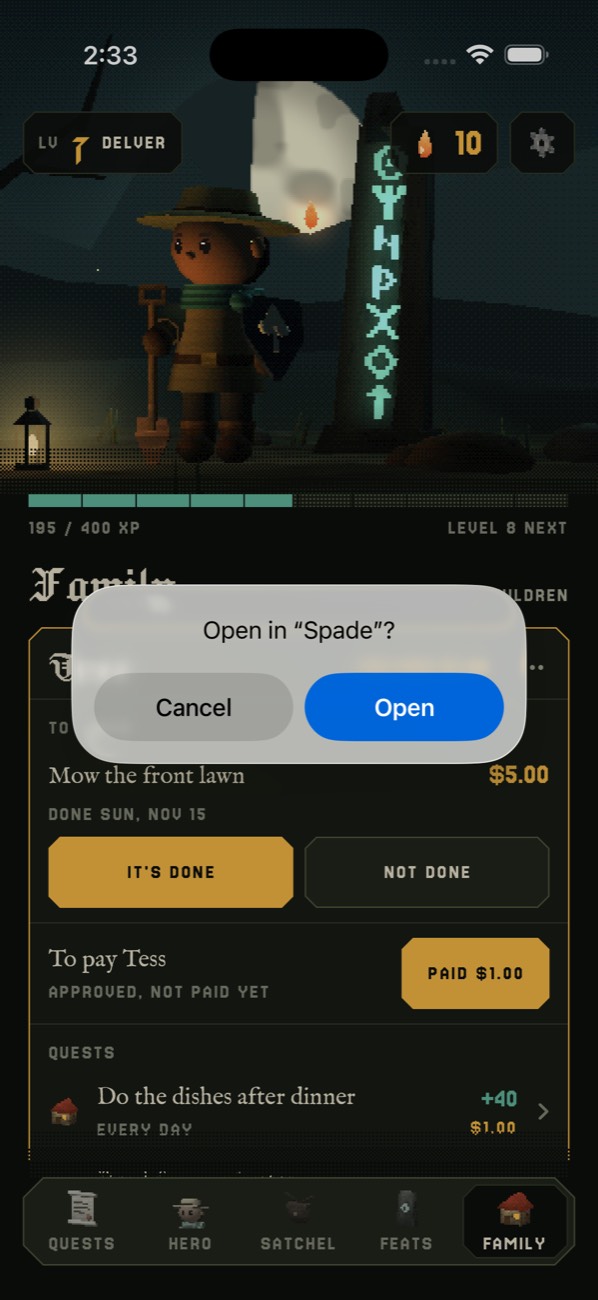 2:33
LV 7 DELVER
10
195 / 400 XP
LEVEL 8 NEXT
Family
Open in “Spade”?
Cancel
Open
TO
Mow the front lawn
$5.00
DONE SUN, NOV 15
IT'S DONE
NOT DONE
To pay Tess
APPROVED, NOT PAID YET
PAID $1.00
QUESTS
Do the dishes after dinner
+40
EVERY DAY
$1.00
QUESTS
HERO
SATCHEL
FEATS
FAMILY